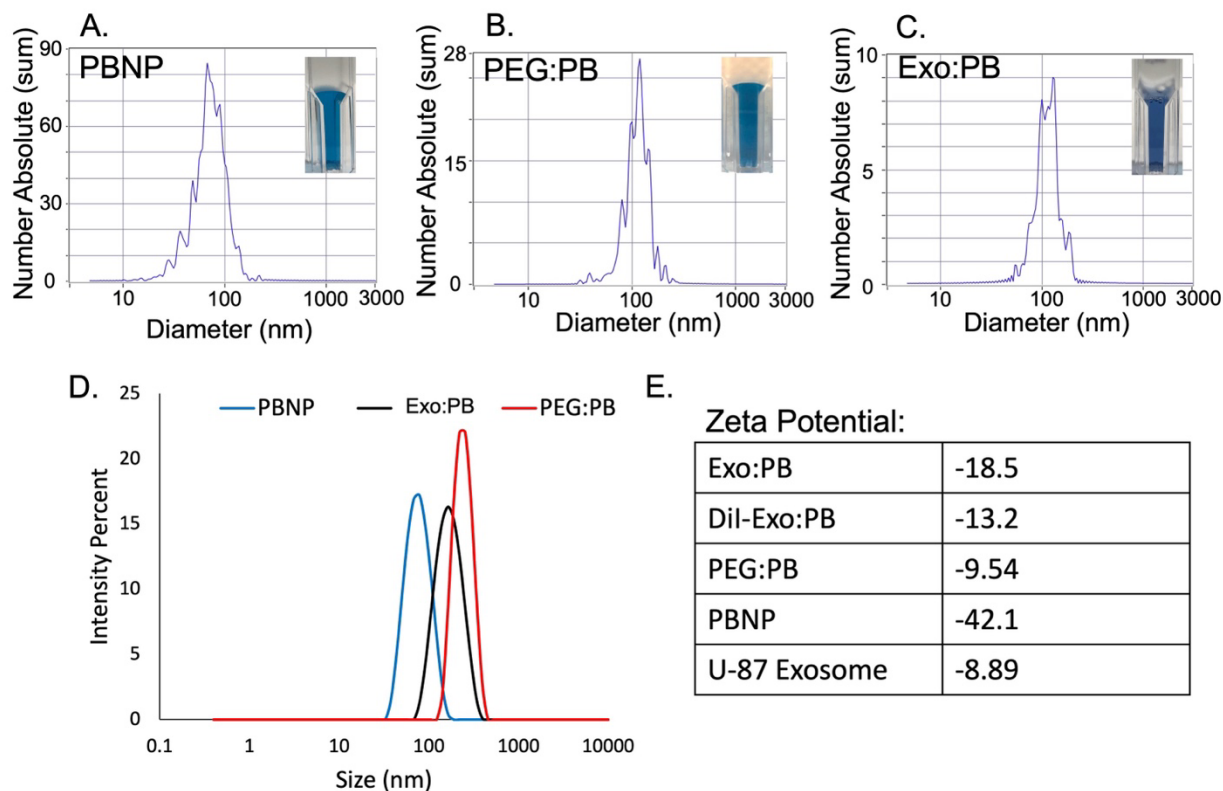 A.
PBNP
Number Absolute (sum)
90
60
30
0
10
100
1000
3000
Diameter (nm)
B.
PEG:PB
Number Absolute (sum)
28
15
0
10
100
1000
3000
Diameter (nm)
C.
Exo:PB
Number Absolute (sum)
10
5
0
10
100
1000
3000
Diameter (nm)
D.
PBNP
Exo:PB
PEG:PB
Intensity Percent
25
20
15
10
5
0
0.1
1
10
100
1000
10000
Size (nm)
E.
Zeta Potential:
Exo:PB -18.5
Dil-Exo:PB -13.2
PEG:PB -9.54
PBNP -42.1
U-87 Exosome -8.89